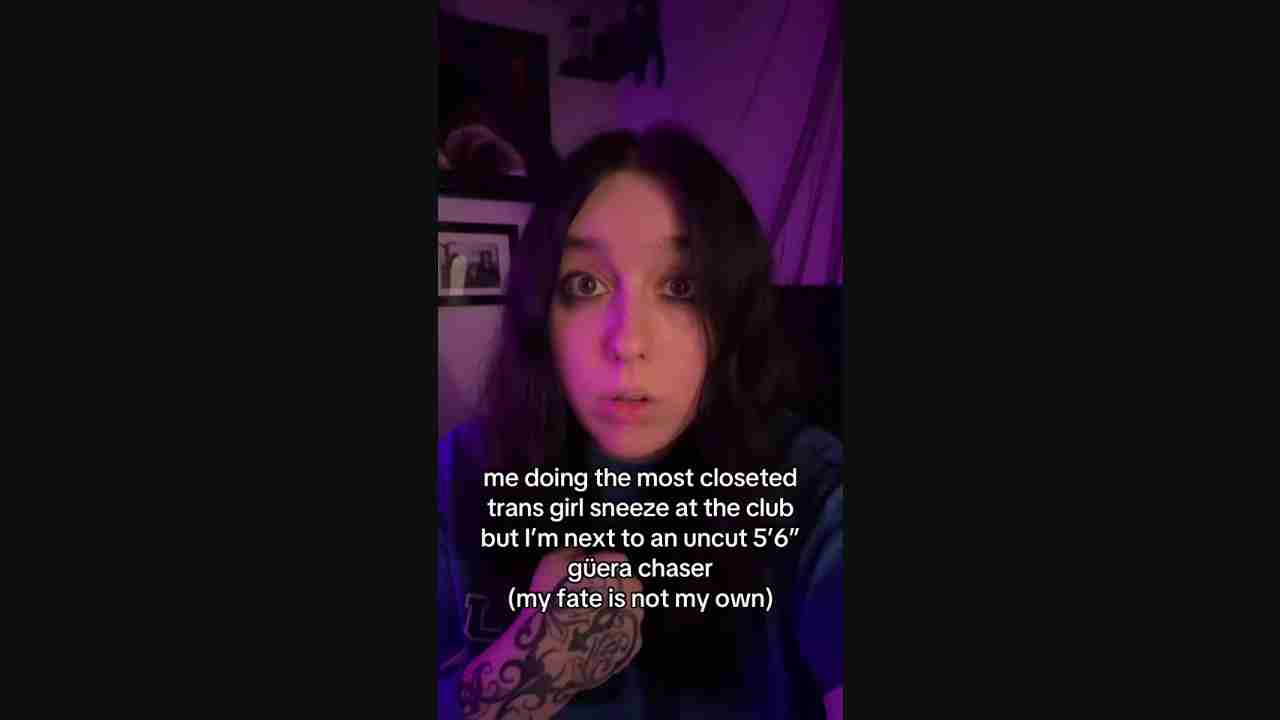 me doing the most closeted
trans girl sneeze at the club
but I’m next to an uncut 5’6”
güera chaser
(my fate is not my own)